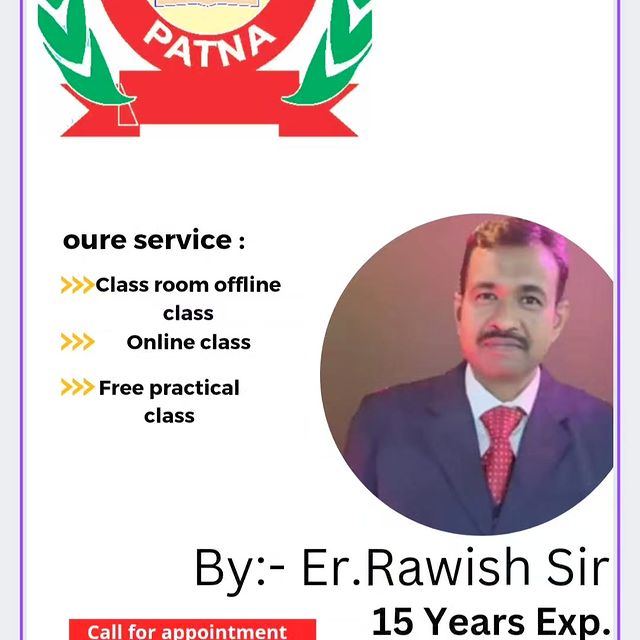 PATNA
oure service :
>>>Class room offline
class
>>> Online class
>>> Free practical
class
By:- Er.Rawish Sir
15 Years Exp.
Call for appointment